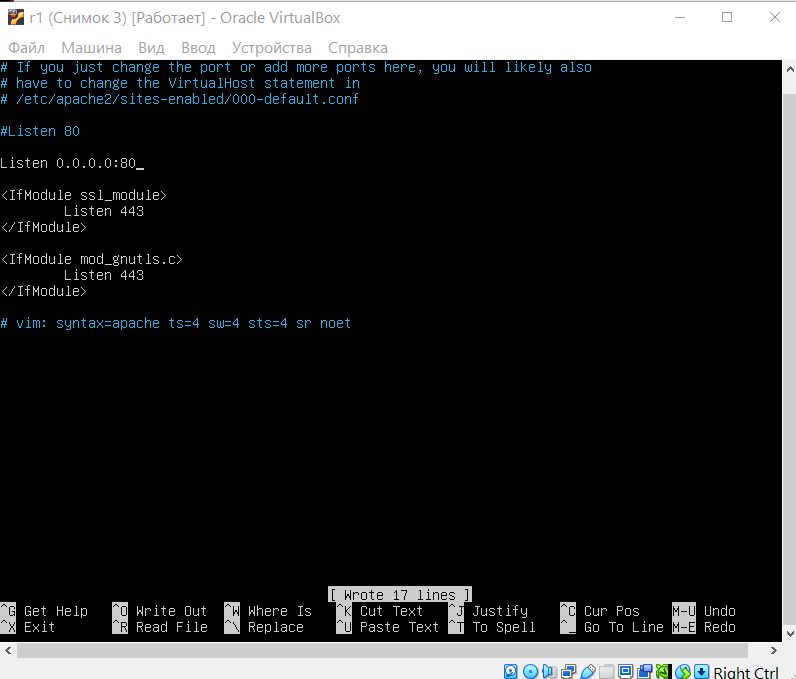 r1 (Снимок 3) [Работает] - Oracle VirtualBox
Файл Машина Вид Ввод Устройства Справка
# If you just change the port or add more ports here, you will likely also
# have to change the VirtualHost statement in
# /etc/apache2/sites-enabled/000-default.conf
#Listen 80
Listen 0.0.0.0:80_
<IfModule ssl_module>
        Listen 443
</IfModule>
<IfModule mod_gnutls.c>
        Listen 443
</IfModule>
# vim: syntax=apache ts=4 sw=4 sts=4 sr noet
[ Wrote 17 lines ]
^G Get Help ^O Write Out ^W Where Is ^K Cut Text ^J Justify ^C Cur Pos M-U Undo
^X Exit ^R Read File ^\ Replace ^U Paste Text ^T To Spell ^_ Go To Line M-E Redo
Right Ctrl